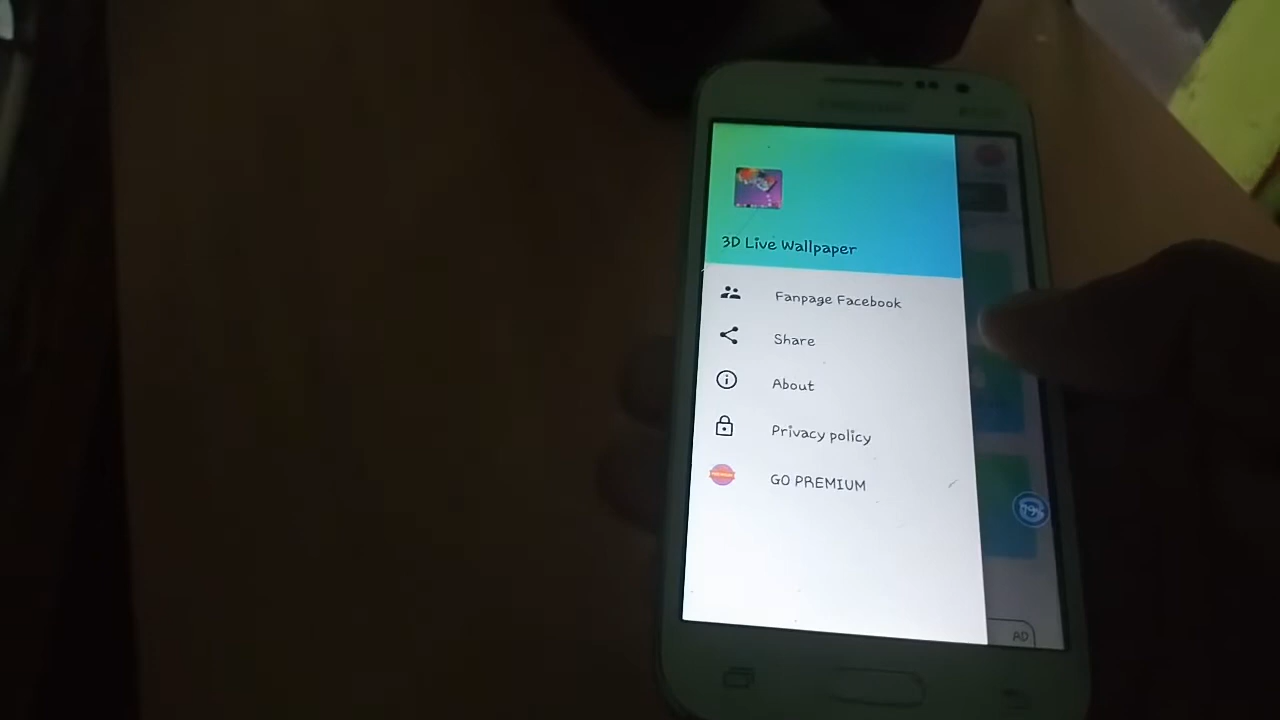 3D Live Wallpaper
Fanpage Facebook
Share
About
Privacy policy
GO PREMIUM
AD